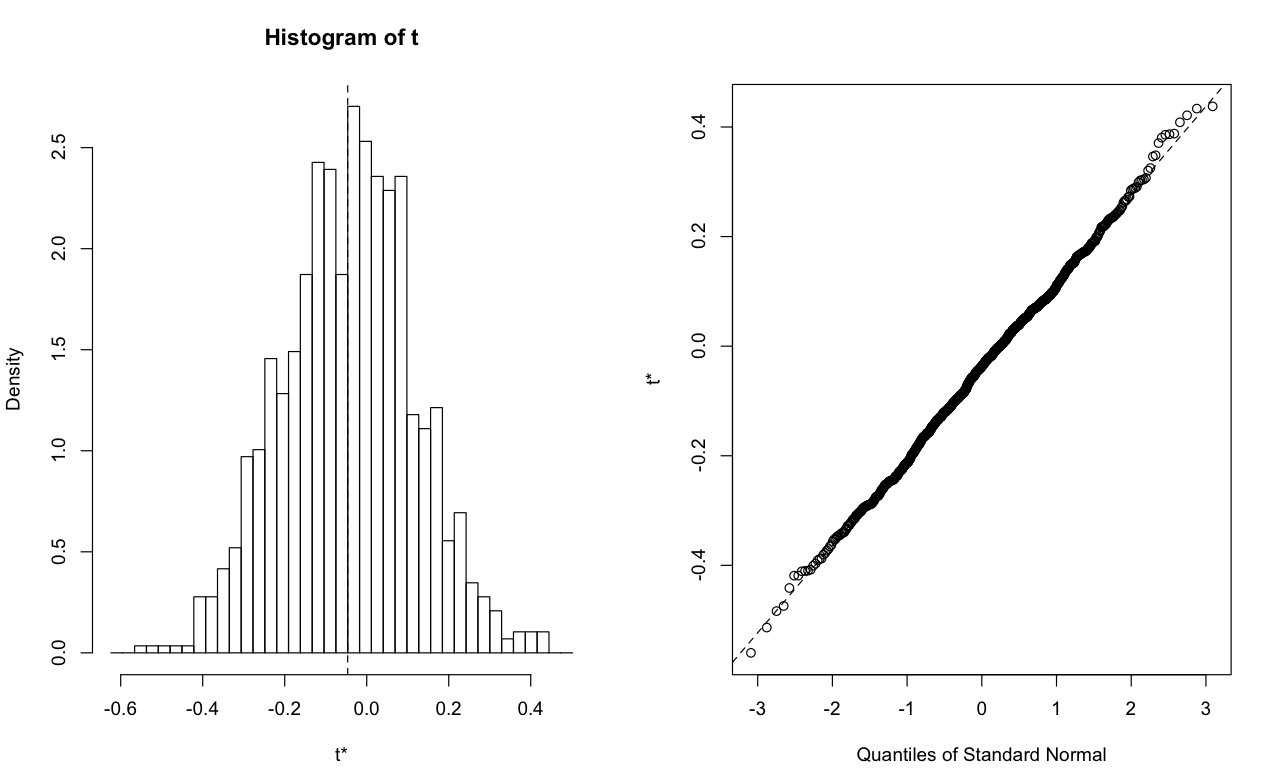 Histogram of t
Density
0.0 0.5 1.0 1.5 2.0 2.5
-0.6 -0.4 -0.2 0.0 0.2 0.4
t*
t*
-0.4 -0.2 0.0 0.2 0.4
-3 -2 -1 0 1 2 3
Quantiles of Standard Normal